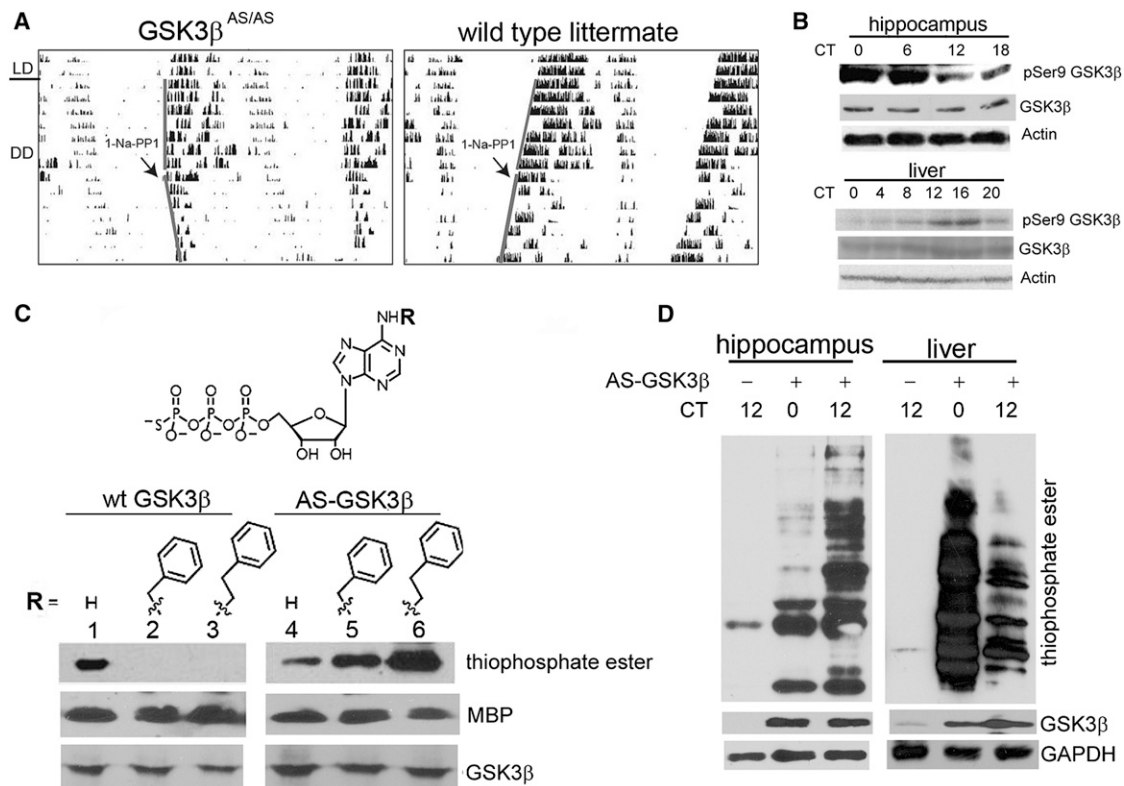 A
GSK3β AS/AS
wild type littermate
LD
DD
1-Na-PP1
1-Na-PP1
B
hippocampus
CT 0 6 12 18
pSer9 GSK3β
GSK3β
Actin
liver
CT 0 4 8 12 16 20
pSer9 GSK3β
GSK3β
Actin
C
NHR
N N N N
O O O
-S P O P O P O O
O- O- O-
OH OH
wt GSK3β AS-GSK3β
R = H H
1 2 3 4 5 6
thiophosphate ester
MBP
GSK3β
D
hippocampus liver
AS-GSK3β − + + − + +
CT 12 0 12 12 0 12
thiophosphate ester
GSK3β
GAPDH